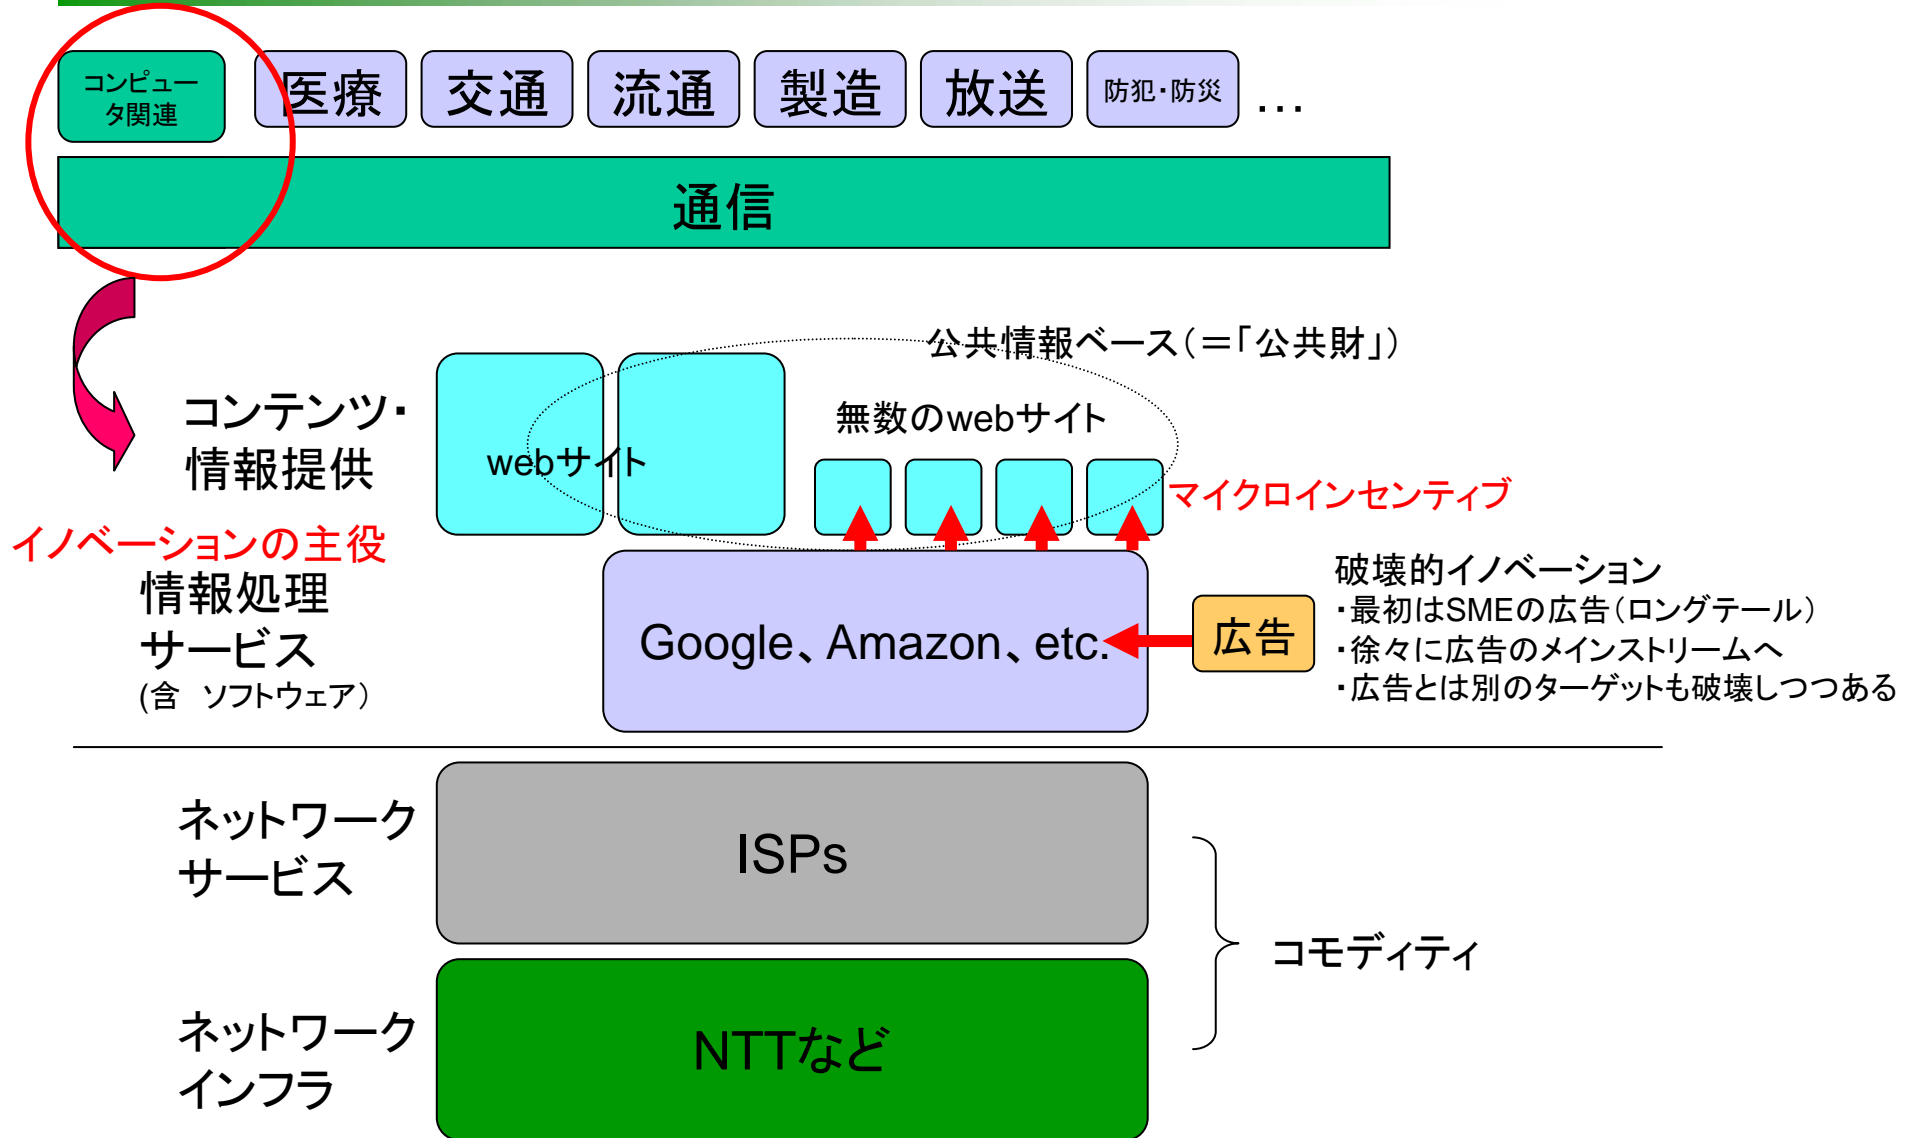 コンピュー
タ関連
医療
交通
流通
製造
放送
防犯・防災
…
通信
公共情報ベース（＝「公共財」）
コンテンツ・
情報提供
webサイト
無数のwebサイト
マイクロインセンティブ
イノベーションの主役
情報処理
サービス
(含　ソフトウェア）
Google、Amazon、etc.
広告
破壊的イノベーション
・最初はSMEの広告（ロングテール）
・徐々に広告のメインストリームへ
・広告とは別のターゲットも破壊しつつある
ネットワーク
サービス
ISPs
コモディティ
ネットワーク
インフラ
NTTなど